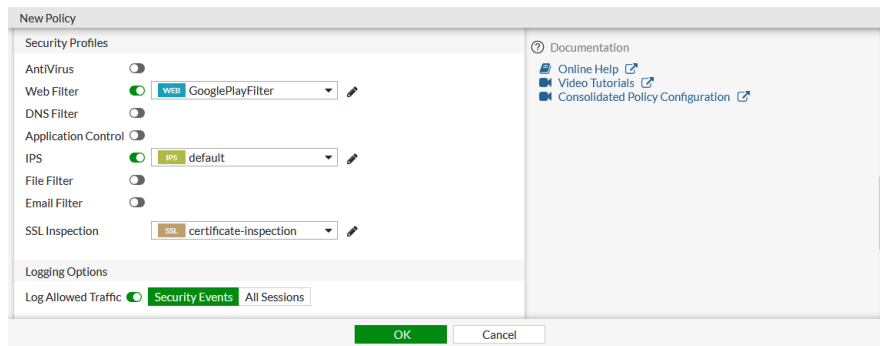 New Policy
Security Profiles
AntiVirus
Web Filter WEB GooglePlayFilter
DNS Filter
Application Control
IPS IPS default
File Filter
Email Filter
SSL Inspection SSL certificate-inspection
Logging Options
Log Allowed Traffic Security Events All Sessions
Documentation
Online Help
Video Tutorials
Consolidated Policy Configuration
OK Cancel